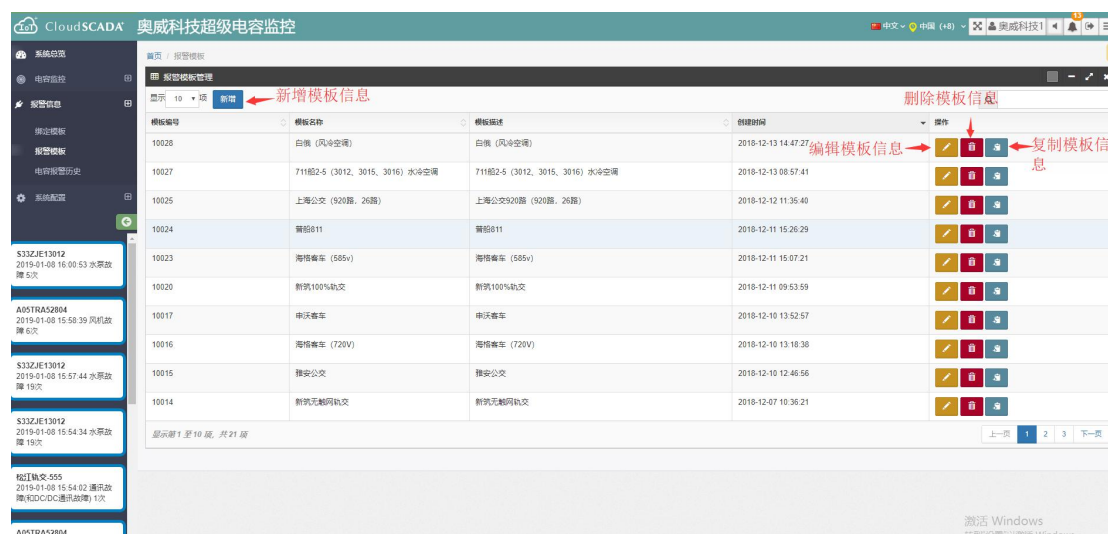 CloudSCADA 奥威科技超级电容监控
中文 中国 (+8) 奥威科技1 13
系统总览
电容监控
报警信息
绑定模板
报警模板
电容报警历史
系统配置
首页 / 报警模板
报警模板管理
显示 10 项 新增 新增模板信息
删除模板信息
模板编号 模板名称 模板描述 创建时间 操作
10028 白俄（风冷空调） 白俄（风冷空调） 2018-12-13 14:47:27
编辑模板信息
复制模板信
息
10027 711船2-5（3012、3015、3016）水冷空调 711船2-5（3012、3015、3016）水冷空调 2018-12-13 08:57:41
10025 上海公交（920路、26路） 上海公交920路（920路、26路） 2018-12-12 11:35:40
10024 普船811 普船811 2018-12-11 15:26:29
10023 海格客车（585v） 海格客车（585v） 2018-12-11 15:07:21
10020 新筑100%轨交 新筑100%轨交 2018-12-11 09:53:59
10017 申沃客车 申沃客车 2018-12-10 13:52:57
10016 海格客车（720V） 海格客车（720V） 2018-12-10 13:18:38
10015 雅安公交 雅安公交 2018-12-10 12:46:56
10014 新筑无触网轨交 新筑无触网轨交 2018-12-07 10:36:21
显示第 1 至 10 项，共 21 项
上一页 1 2 3 下一页
S33ZJE13012
2019-01-08 16:00:53 水泵故
障 5次
A05TRA52804
2019-01-08 15:58:39 风机故
障 6次
S33ZJE13012
2019-01-08 15:57:44 水泵故
障 19次
S33ZJE13012
2019-01-08 15:54:34 水泵故
障 19次
松江轨交-555
2019-01-08 15:54:02 通讯故
障(和DC/DC通讯故障) 1次
A05TRA52804
激活 Windows